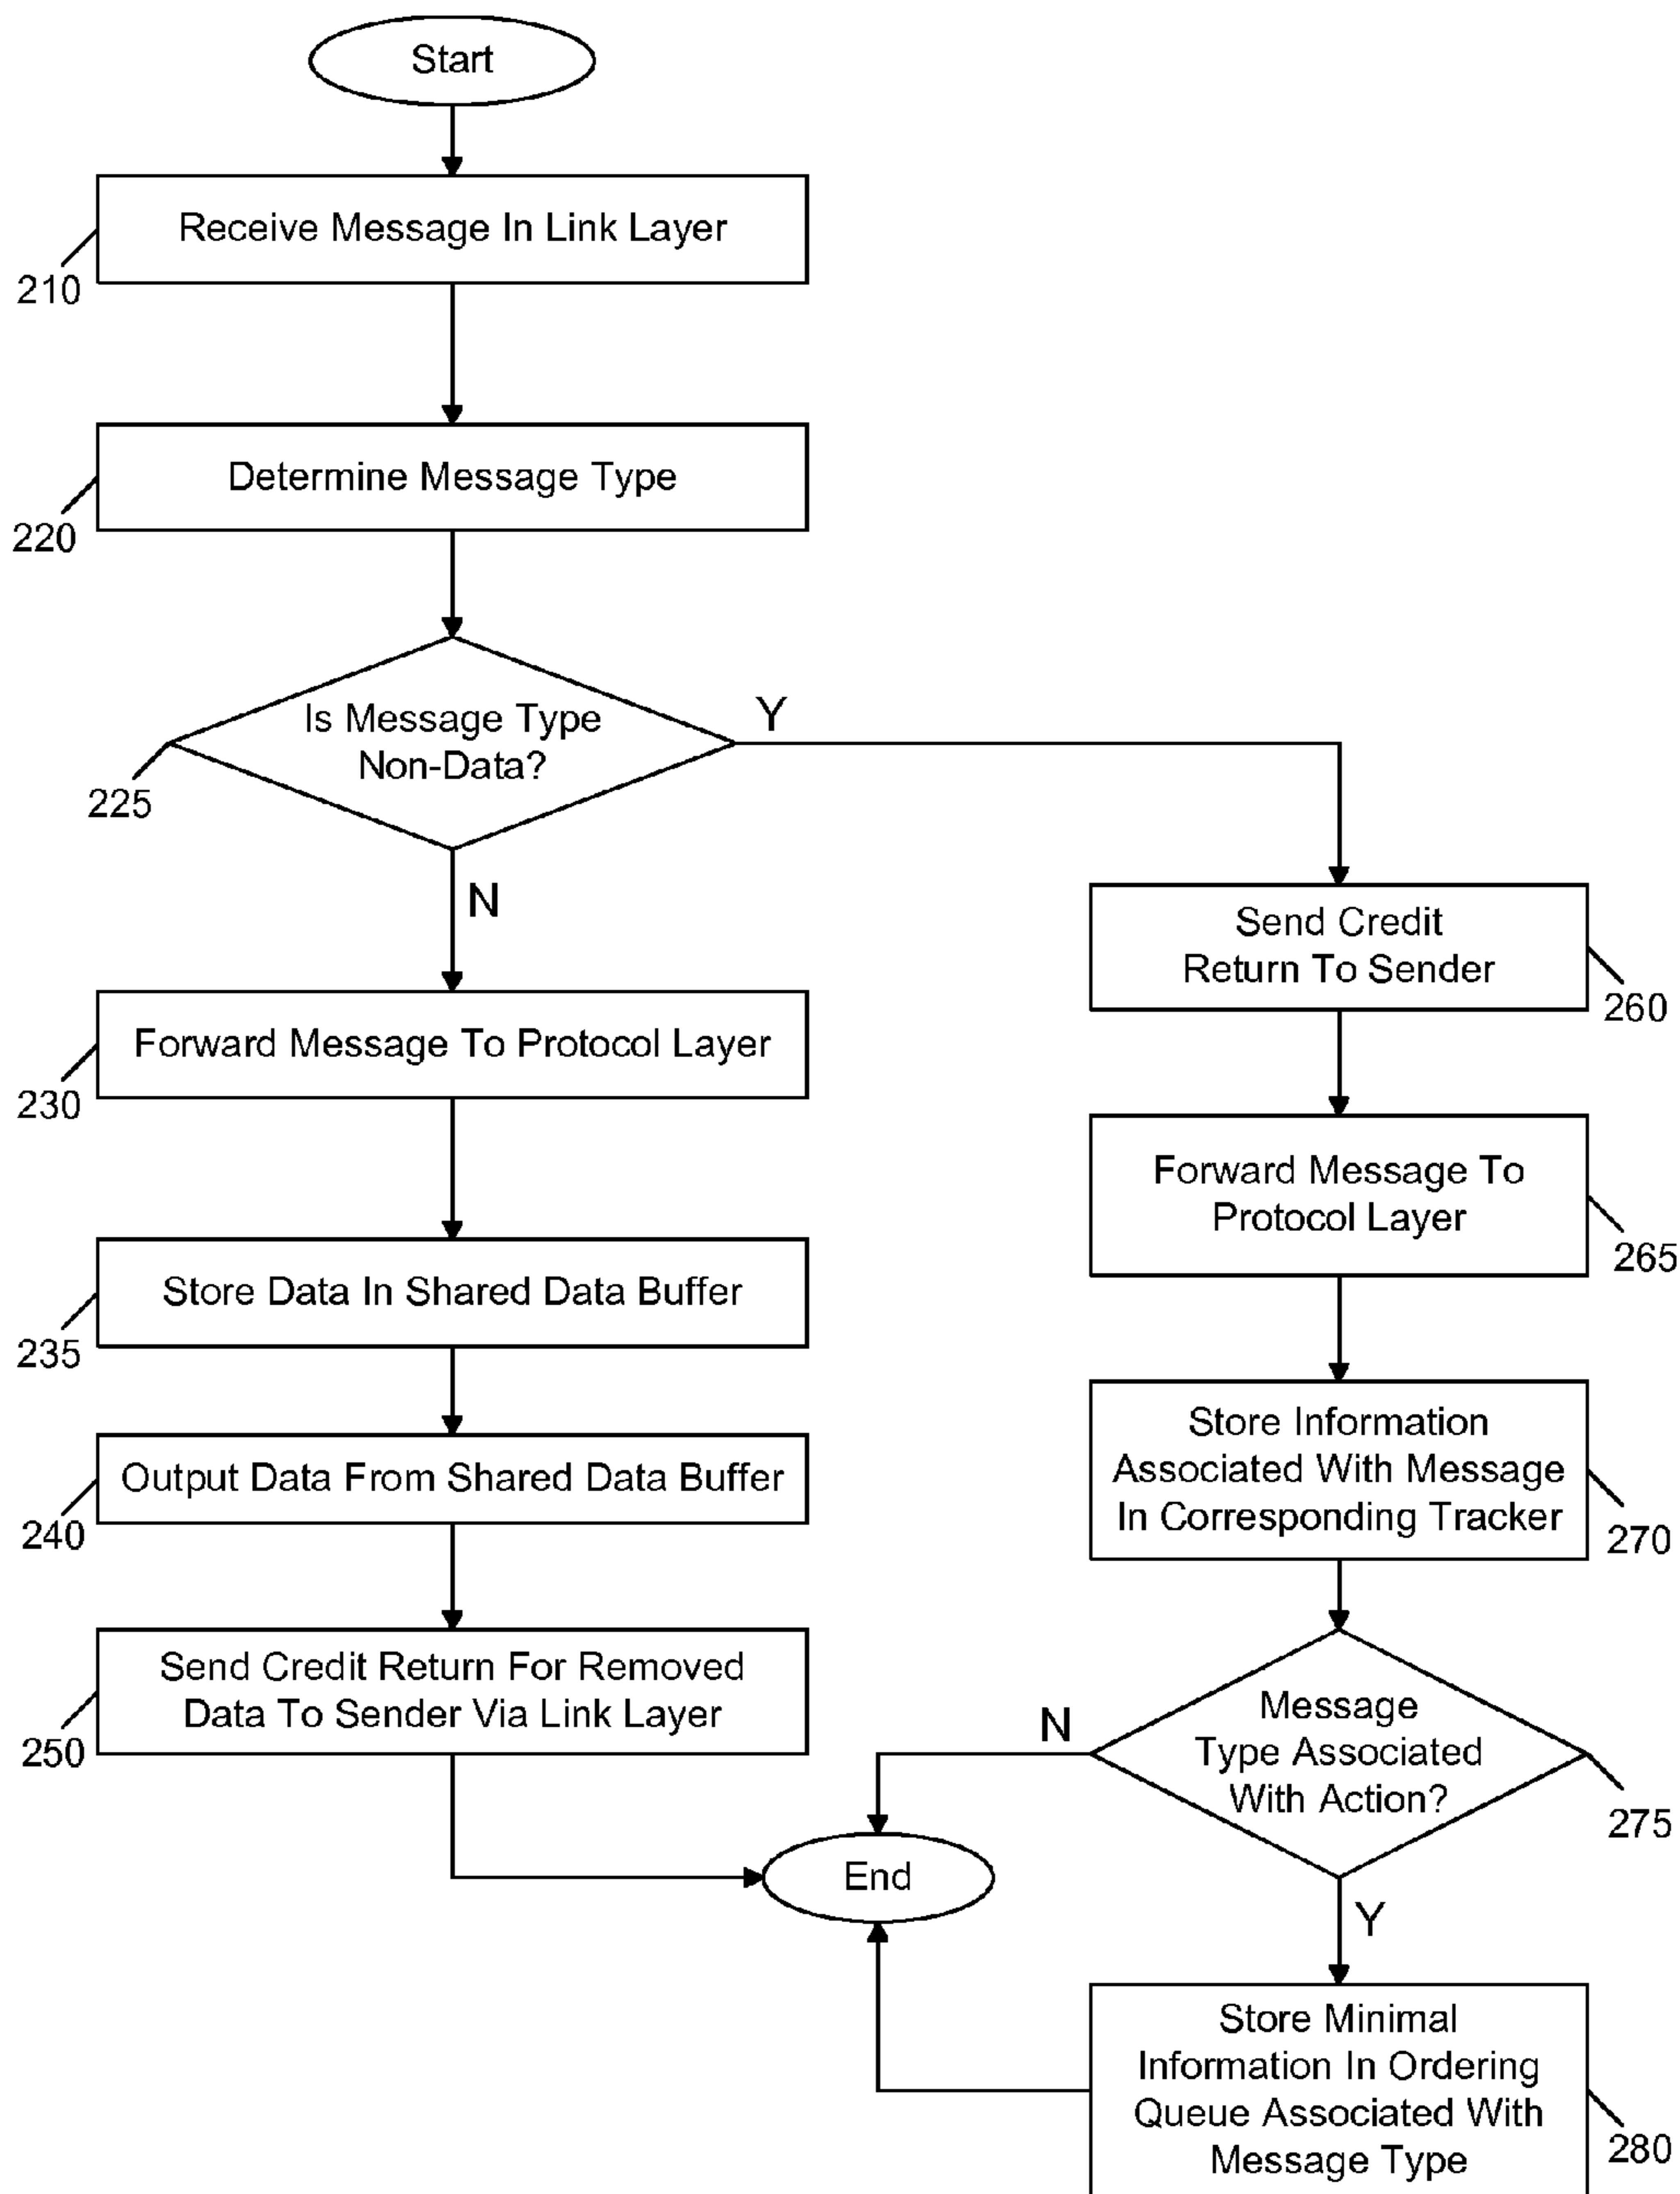 Start
Receive Message In Link Layer
210
Determine Message Type
220
Is Message Type
Non-Data?
225
Y
N
Forward Message To Protocol Layer
230
Store Data In Shared Data Buffer
235
Output Data From Shared Data Buffer
240
Send Credit Return For Removed
Data To Sender Via Link Layer
250
Send Credit
Return To Sender
260
Forward Message To
Protocol Layer
265
Store Information
Associated With Message
In Corresponding Tracker
270
Message
Type Associated
With Action?
275
N
Y
End
Store Minimal
Information In Ordering
Queue Associated With
Message Type
280